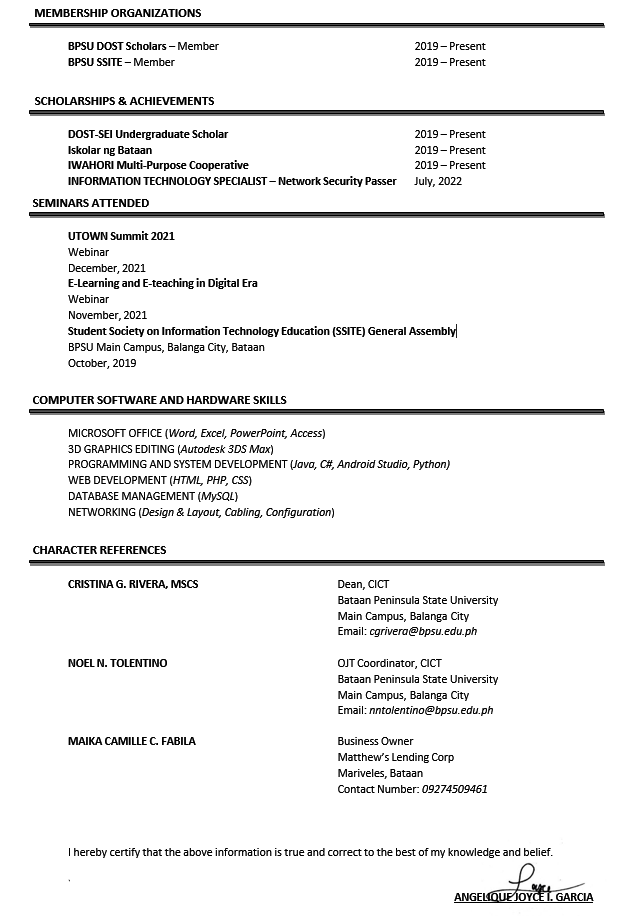 MEMBERSHIP ORGANIZATIONS
BPSU DOST Scholars – Member 2019 – Present
BPSU SSITE – Member 2019 – Present
SCHOLARSHIPS & ACHIEVEMENTS
DOST-SEI Undergraduate Scholar 2019 – Present
Iskolar ng Bataan 2019 – Present
IWAHORI Multi-Purpose Cooperative 2019 – Present
INFORMATION TECHNOLOGY SPECIALIST – Network Security Passer July, 2022
SEMINARS ATTENDED
UTOWN Summit 2021
Webinar
December, 2021
E-Learning and E-teaching in Digital Era
Webinar
November, 2021
Student Society on Information Technology Education (SSITE) General Assembly
BPSU Main Campus, Balanga City, Bataan
October, 2019
COMPUTER SOFTWARE AND HARDWARE SKILLS
MICROSOFT OFFICE (Word, Excel, PowerPoint, Access)
3D GRAPHICS EDITING (Autodesk 3DS Max)
PROGRAMMING AND SYSTEM DEVELOPMENT (Java, C#, Android Studio, Python)
WEB DEVELOPMENT (HTML, PHP, CSS)
DATABASE MANAGEMENT (MySQL)
NETWORKING (Design & Layout, Cabling, Configuration)
CHARACTER REFERENCES
CRISTINA G. RIVERA, MSCS Dean, CICT
Bataan Peninsula State University
Main Campus, Balanga City
Email: cgrivera@bpsu.edu.ph
NOEL N. TOLENTINO OJT Coordinator, CICT
Bataan Peninsula State University
Main Campus, Balanga City
Email: nntolentino@bpsu.edu.ph
MAIKA CAMILLE C. FABILA Business Owner
Matthew's Lending Corp
Mariveles, Bataan
Contact Number: 09274509461
I hereby certify that the above information is true and correct to the best of my knowledge and belief.
.
ANGELIQUE JOYCE I. GARCIA